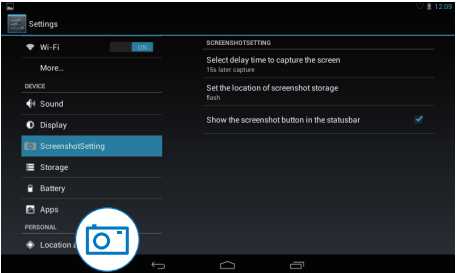 12:09
Settings
Wi-Fi
ON
More...
DEVICE
Sound
Display
ScreenshotSetting
Storage
Battery
Apps
PERSONAL
Location a
SCREENSHOTSETTING
Select delay time to capture the screen
15s later capture
Set the location of screenshot storage
flash
Show the screenshot button in the statusbar